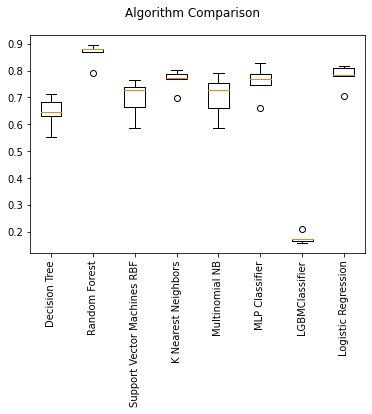 Algorithm Comparison
0.9
0.8
0.7
0.6
0.5
0.4
0.3
0.2
Decision Tree
Random Forest
Support Vector Machines RBF
K Nearest Neighbors
Multinomial NB
MLP Classifier
LGBMClassifier
Logistic Regression